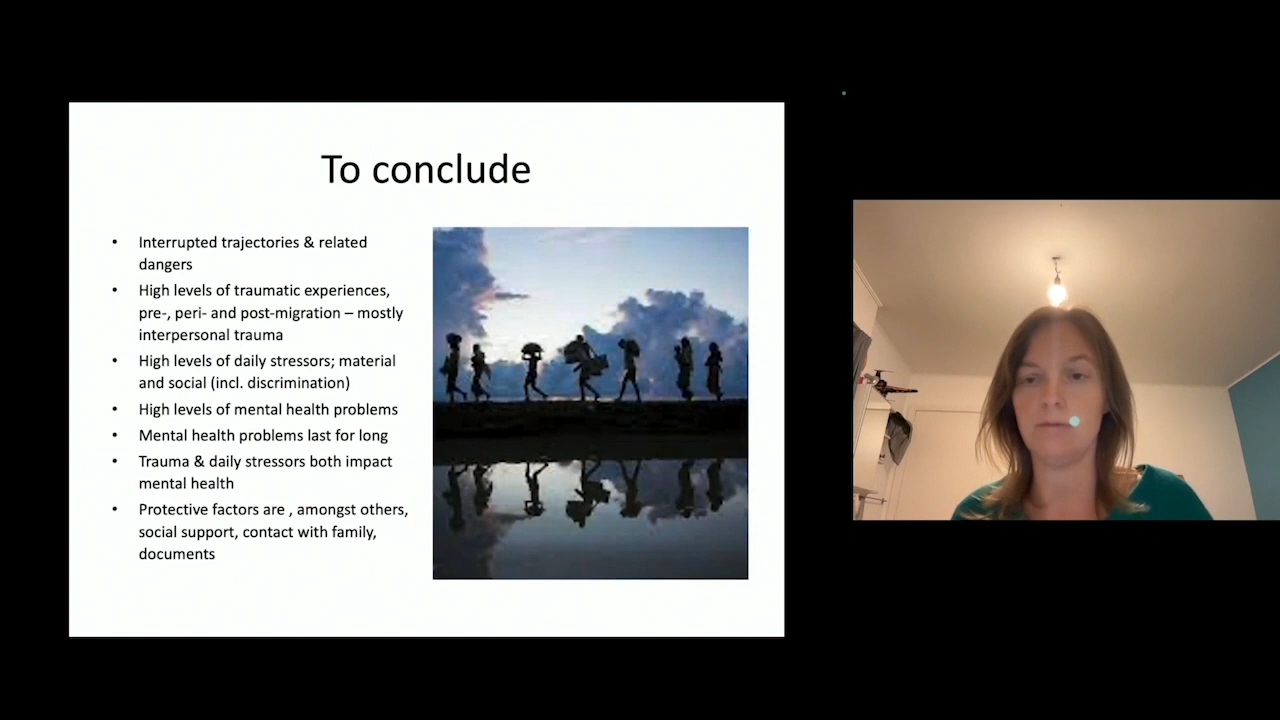 To conclude
• Interrupted trajectories & related
dangers
• High levels of traumatic experiences,
pre-, peri- and post-migration – mostly
interpersonal trauma
• High levels of daily stressors; material
and social (incl. discrimination)
• High levels of mental health problems
• Mental health problems last for long
• Trauma & daily stressors both impact
mental health
• Protective factors are , amongst others,
social support, contact with family,
documents